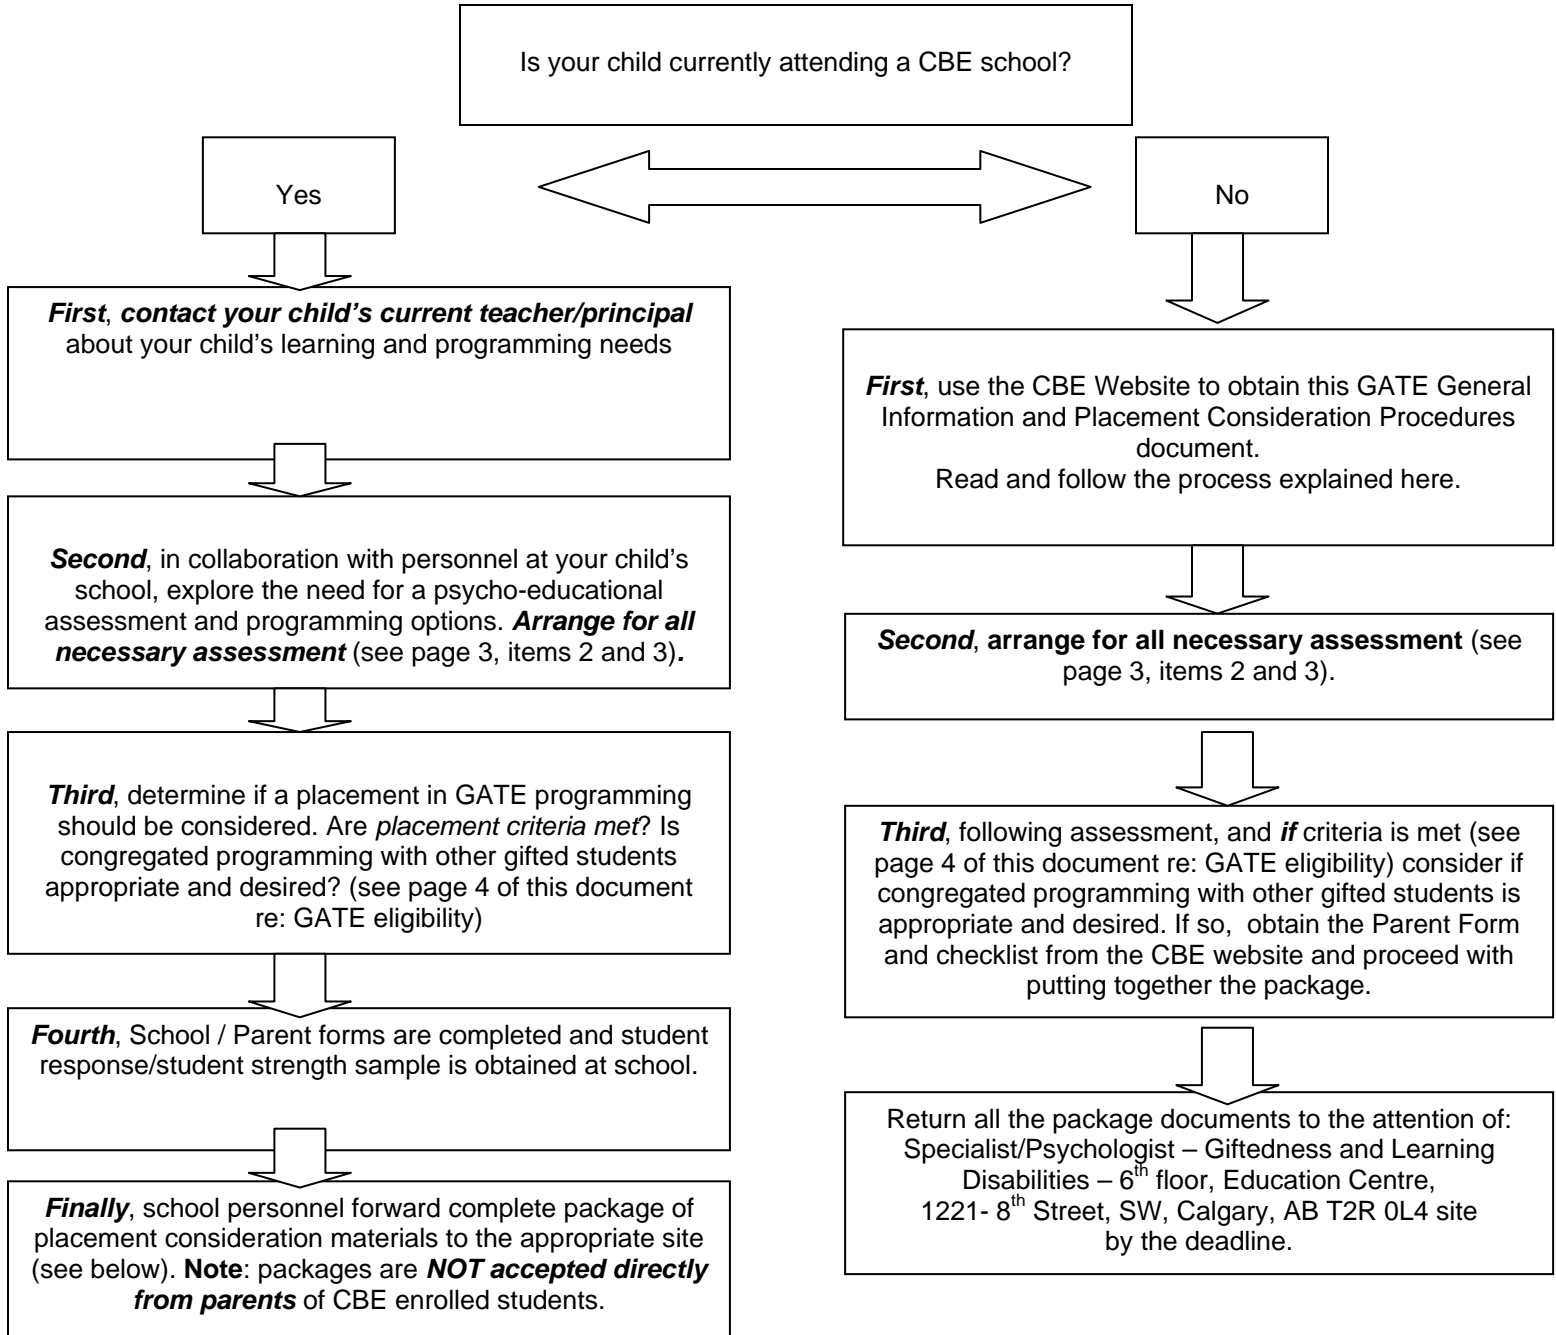 Is your child currently attending a CBE school?
Yes
No
First, contact your child’s current teacher/principal
about your child’s learning and programming needs
Second, in collaboration with personnel at your child’s
school, explore the need for a psycho-educational
assessment and programming options. Arrange for all
necessary assessment (see page 3, items 2 and 3).
Third, determine if a placement in GATE programming
should be considered. Are placement criteria met? Is
congregated programming with other gifted students
appropriate and desired? (see page 4 of this document
re: GATE eligibility)
Fourth, School / Parent forms are completed and student
response/student strength sample is obtained at school.
Finally, school personnel forward complete package of
placement consideration materials to the appropriate site
(see below). Note: packages are NOT accepted directly
from parents of CBE enrolled students.
First, use the CBE Website to obtain this GATE General
Information and Placement Consideration Procedures
document.
Read and follow the process explained here.
Second, arrange for all necessary assessment (see
page 3, items 2 and 3).
Third, following assessment, and if criteria is met (see
page 4 of this document re: GATE eligibility) consider if
congregated programming with other gifted students is
appropriate and desired. If so, obtain the Parent Form
and checklist from the CBE website and proceed with
putting together the package.
Return all the package documents to the attention of:
Specialist/Psychologist – Giftedness and Learning
Disabilities – 6th floor, Education Centre,
1221- 8th Street, SW, Calgary, AB T2R 0L4 site
by the deadline.